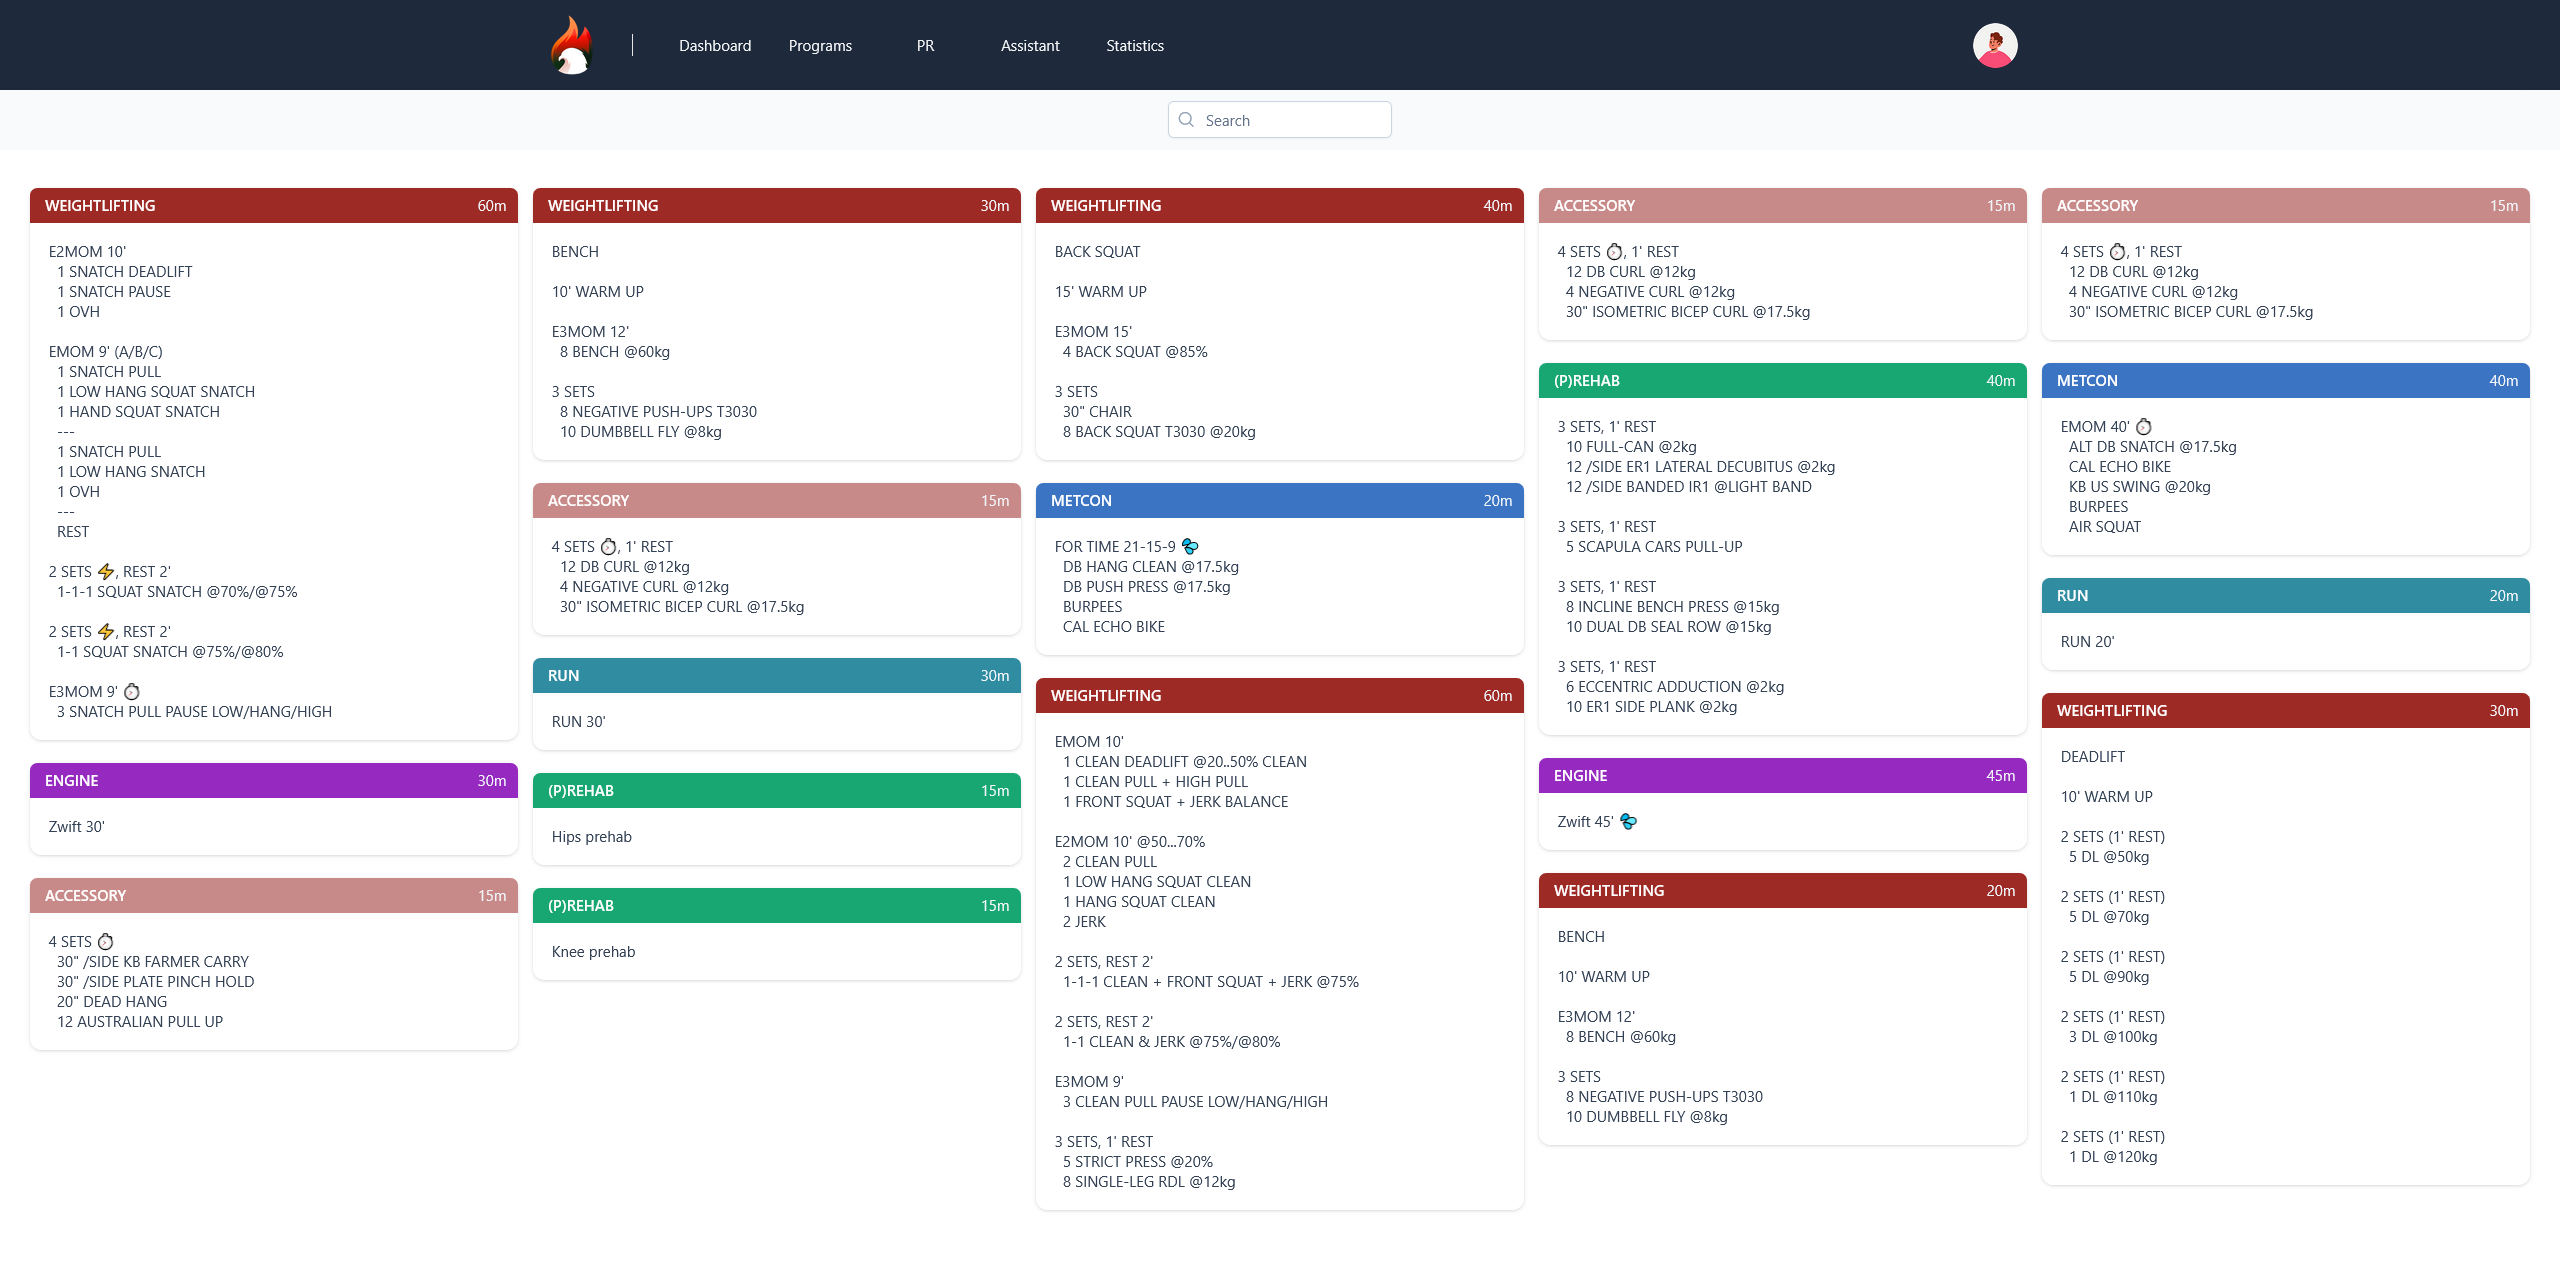 Dashboard
Programs
PR
Assistant
Statistics
Search
WEIGHTLIFTING 60m
E2MOM 10'
1 SNATCH DEADLIFT
1 SNATCH PAUSE
1 OVH
EMOM 9' (A/B/C)
1 SNATCH PULL
1 LOW HANG SQUAT SNATCH
1 HAND SQUAT SNATCH
---
1 SNATCH PULL
1 LOW HANG SNATCH
1 OVH
---
REST
2 SETS ⚡, REST 2'
1-1-1 SQUAT SNATCH @70%/@75%
2 SETS ⚡, REST 2'
1-1 SQUAT SNATCH @75%/@80%
E3MOM 9' ⏱
3 SNATCH PULL PAUSE LOW/HANG/HIGH
ENGINE 30m
Zwift 30'
ACCESSORY 15m
4 SETS ⏱
30" /SIDE KB FARMER CARRY
30" /SIDE PLATE PINCH HOLD
20" DEAD HANG
12 AUSTRALIAN PULL UP
WEIGHTLIFTING 30m
BENCH
10' WARM UP
E3MOM 12'
8 BENCH @60kg
3 SETS
8 NEGATIVE PUSH-UPS T3030
10 DUMBBELL FLY @8kg
ACCESSORY 15m
4 SETS ⏱, 1' REST
12 DB CURL @12kg
4 NEGATIVE CURL @12kg
30" ISOMETRIC BICEP CURL @17.5kg
RUN 30m
RUN 30'
(P)REHAB 15m
Hips prehab
(P)REHAB 15m
Knee prehab
WEIGHTLIFTING 40m
BACK SQUAT
15' WARM UP
E3MOM 15'
4 BACK SQUAT @85%
3 SETS
30" CHAIR
8 BACK SQUAT T3030 @20kg
METCON 20m
FOR TIME 21-15-9 💦
DB HANG CLEAN @17.5kg
DB PUSH PRESS @17.5kg
BURPEES
CAL ECHO BIKE
WEIGHTLIFTING 60m
EMOM 10'
1 CLEAN DEADLIFT @20..50% CLEAN
1 CLEAN PULL + HIGH PULL
1 FRONT SQUAT + JERK BALANCE
E2MOM 10' @50...70%
2 CLEAN PULL
1 LOW HANG SQUAT CLEAN
1 HANG SQUAT CLEAN
2 JERK
2 SETS, REST 2'
1-1-1 CLEAN + FRONT SQUAT + JERK @75%
2 SETS, REST 2'
1-1 CLEAN & JERK @75%/@80%
E3MOM 9'
3 CLEAN PULL PAUSE LOW/HANG/HIGH
3 SETS, 1' REST
5 STRICT PRESS @20%
8 SINGLE-LEG RDL @12kg
ACCESSORY 15m
4 SETS ⏱, 1' REST
12 DB CURL @12kg
4 NEGATIVE CURL @12kg
30" ISOMETRIC BICEP CURL @17.5kg
(P)REHAB 40m
3 SETS, 1' REST
10 FULL-CAN @2kg
12 /SIDE ER1 LATERAL DECUBITUS @2kg
12 /SIDE BANDED IR1 @LIGHT BAND
3 SETS, 1' REST
5 SCAPULA CARS PULL-UP
3 SETS, 1' REST
8 INCLINE BENCH PRESS @15kg
10 DUAL DB SEAL ROW @15kg
3 SETS, 1' REST
6 ECCENTRIC ADDUCTION @2kg
10 ER1 SIDE PLANK @2kg
ENGINE 45m
Zwift 45' 💦
WEIGHTLIFTING 20m
BENCH
10' WARM UP
E3MOM 12'
8 BENCH @60kg
3 SETS
8 NEGATIVE PUSH-UPS T3030
10 DUMBBELL FLY @8kg
ACCESSORY 15m
4 SETS ⏱, 1' REST
12 DB CURL @12kg
4 NEGATIVE CURL @12kg
30" ISOMETRIC BICEP CURL @17.5kg
METCON 40m
EMOM 40' ⏱
ALT DB SNATCH @17.5kg
CAL ECHO BIKE
KB US SWING @20kg
BURPEES
AIR SQUAT
RUN 20m
RUN 20'
WEIGHTLIFTING 30m
DEADLIFT
10' WARM UP
2 SETS (1' REST)
5 DL @50kg
2 SETS (1' REST)
5 DL @70kg
2 SETS (1' REST)
5 DL @90kg
2 SETS (1' REST)
3 DL @100kg
2 SETS (1' REST)
1 DL @110kg
2 SETS (1' REST)
1 DL @120kg